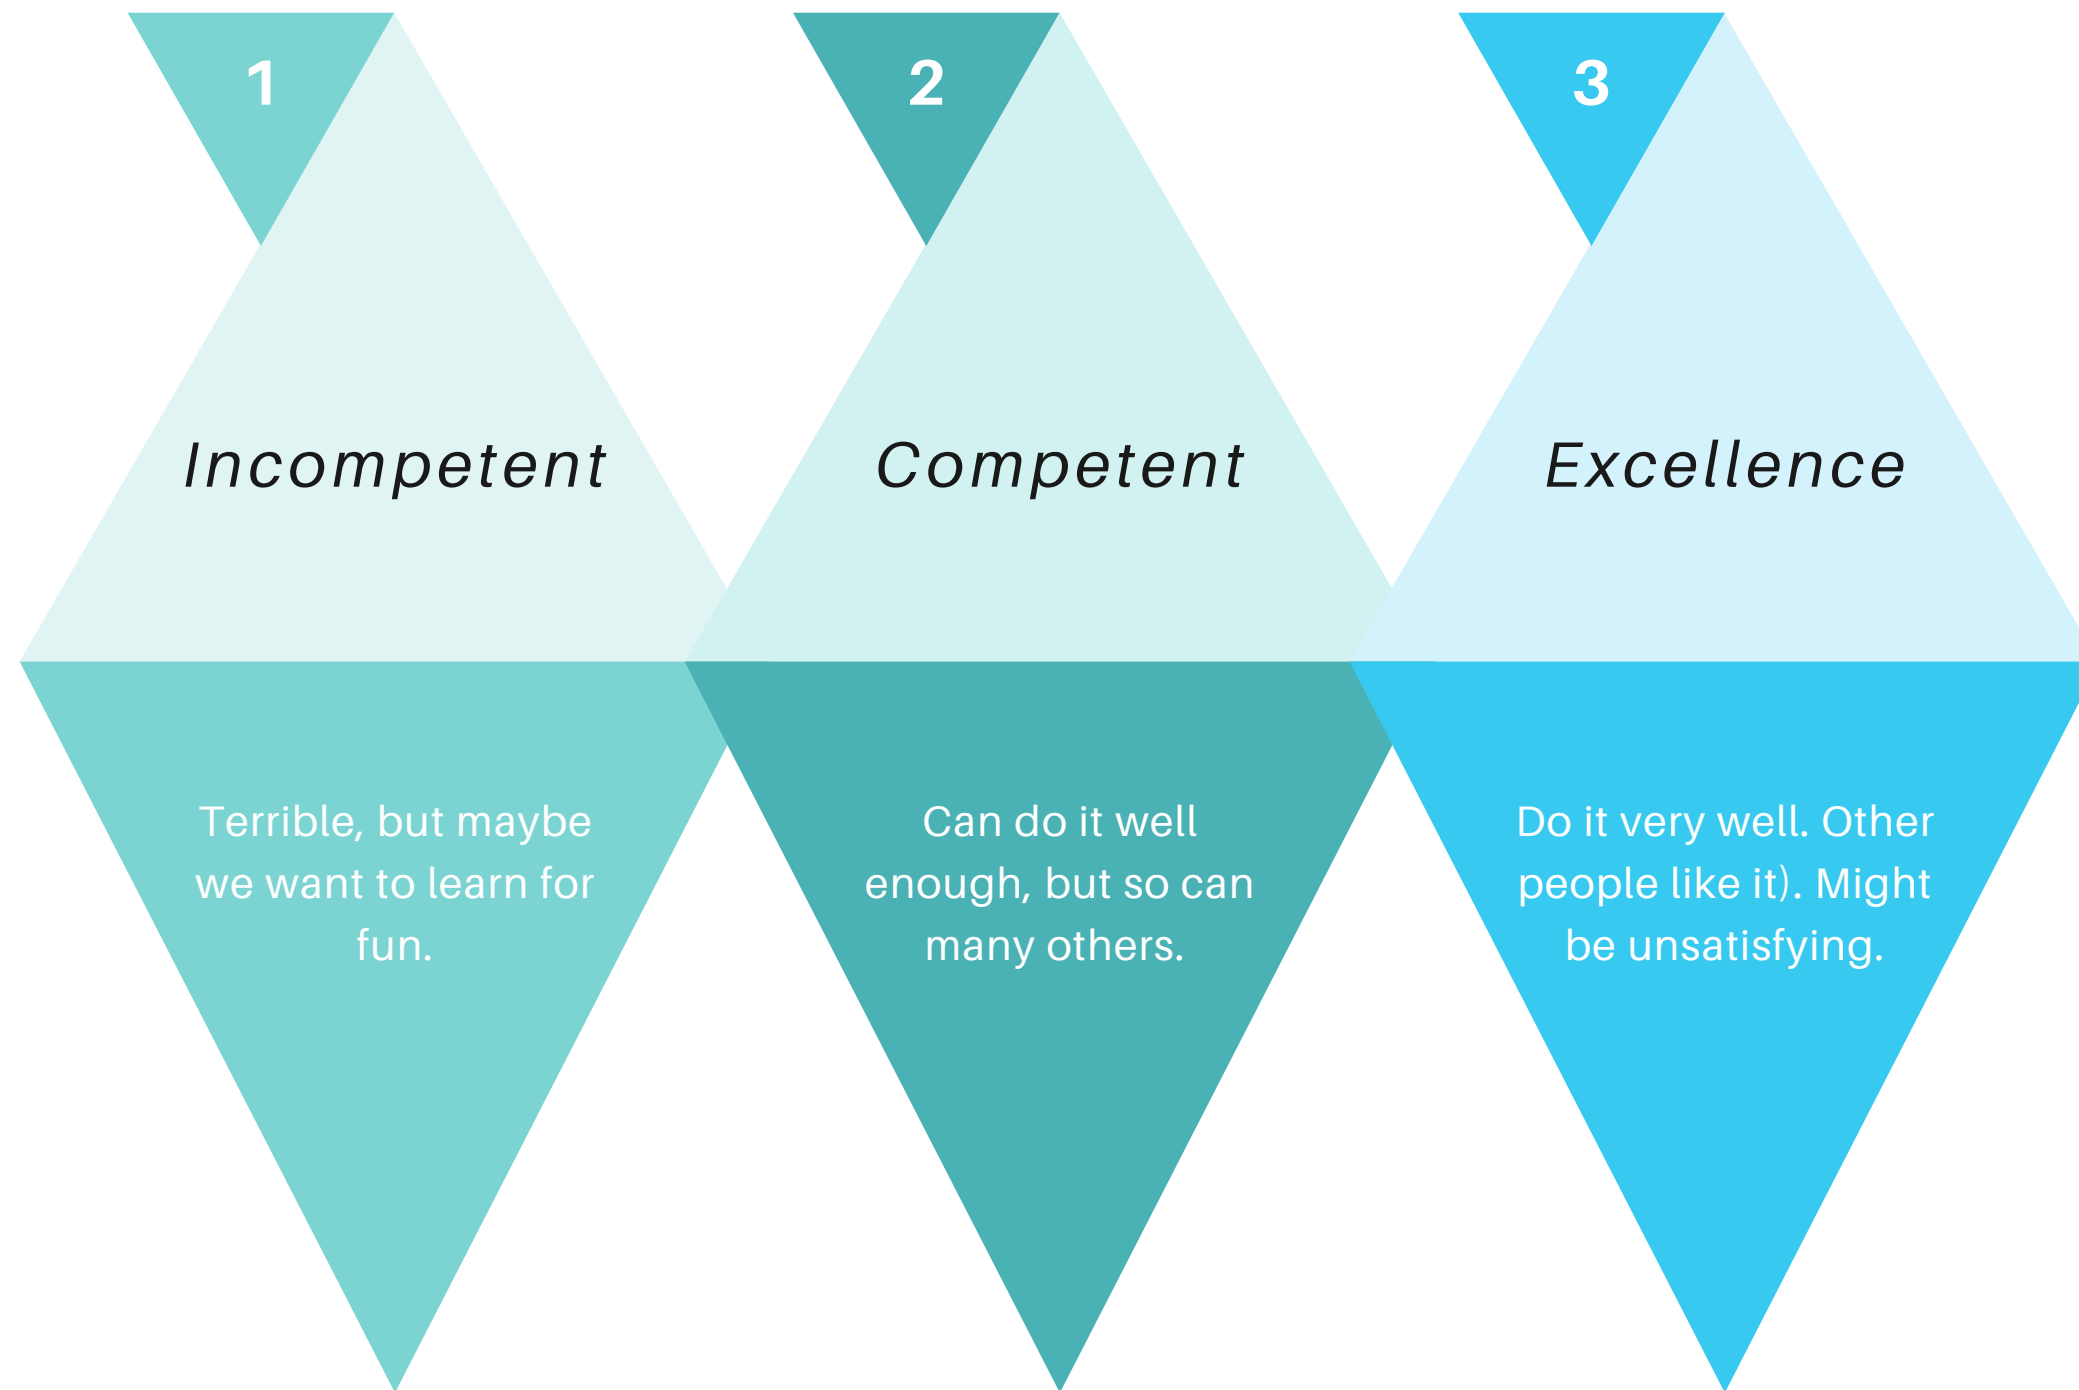 1
Incompetent
Terrible, but maybe
we want to learn for
fun.
2
Competent
Can do it well
enough, but so can
many others.
3
Excellence
Do it very well. Other
people like it). Might
be unsatisfying.